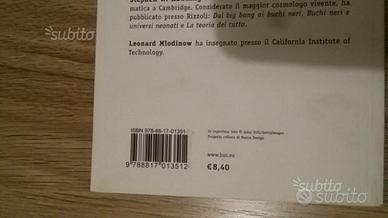 subito
matica a Cambridge. Considerato il maggior cosmologo vivente, ha
pubblicato presso Rizzoli: Dal big bang ai buchi neri, Buchi neri e
universi neonati e La teoria del tutto.
Leonard Mlodinow ha insegnato presso il California Institute of
Technology.
ISBN 978-88-17-01351-
9 788817 013512
www.bur.eu
€ 8,40
subito
subito